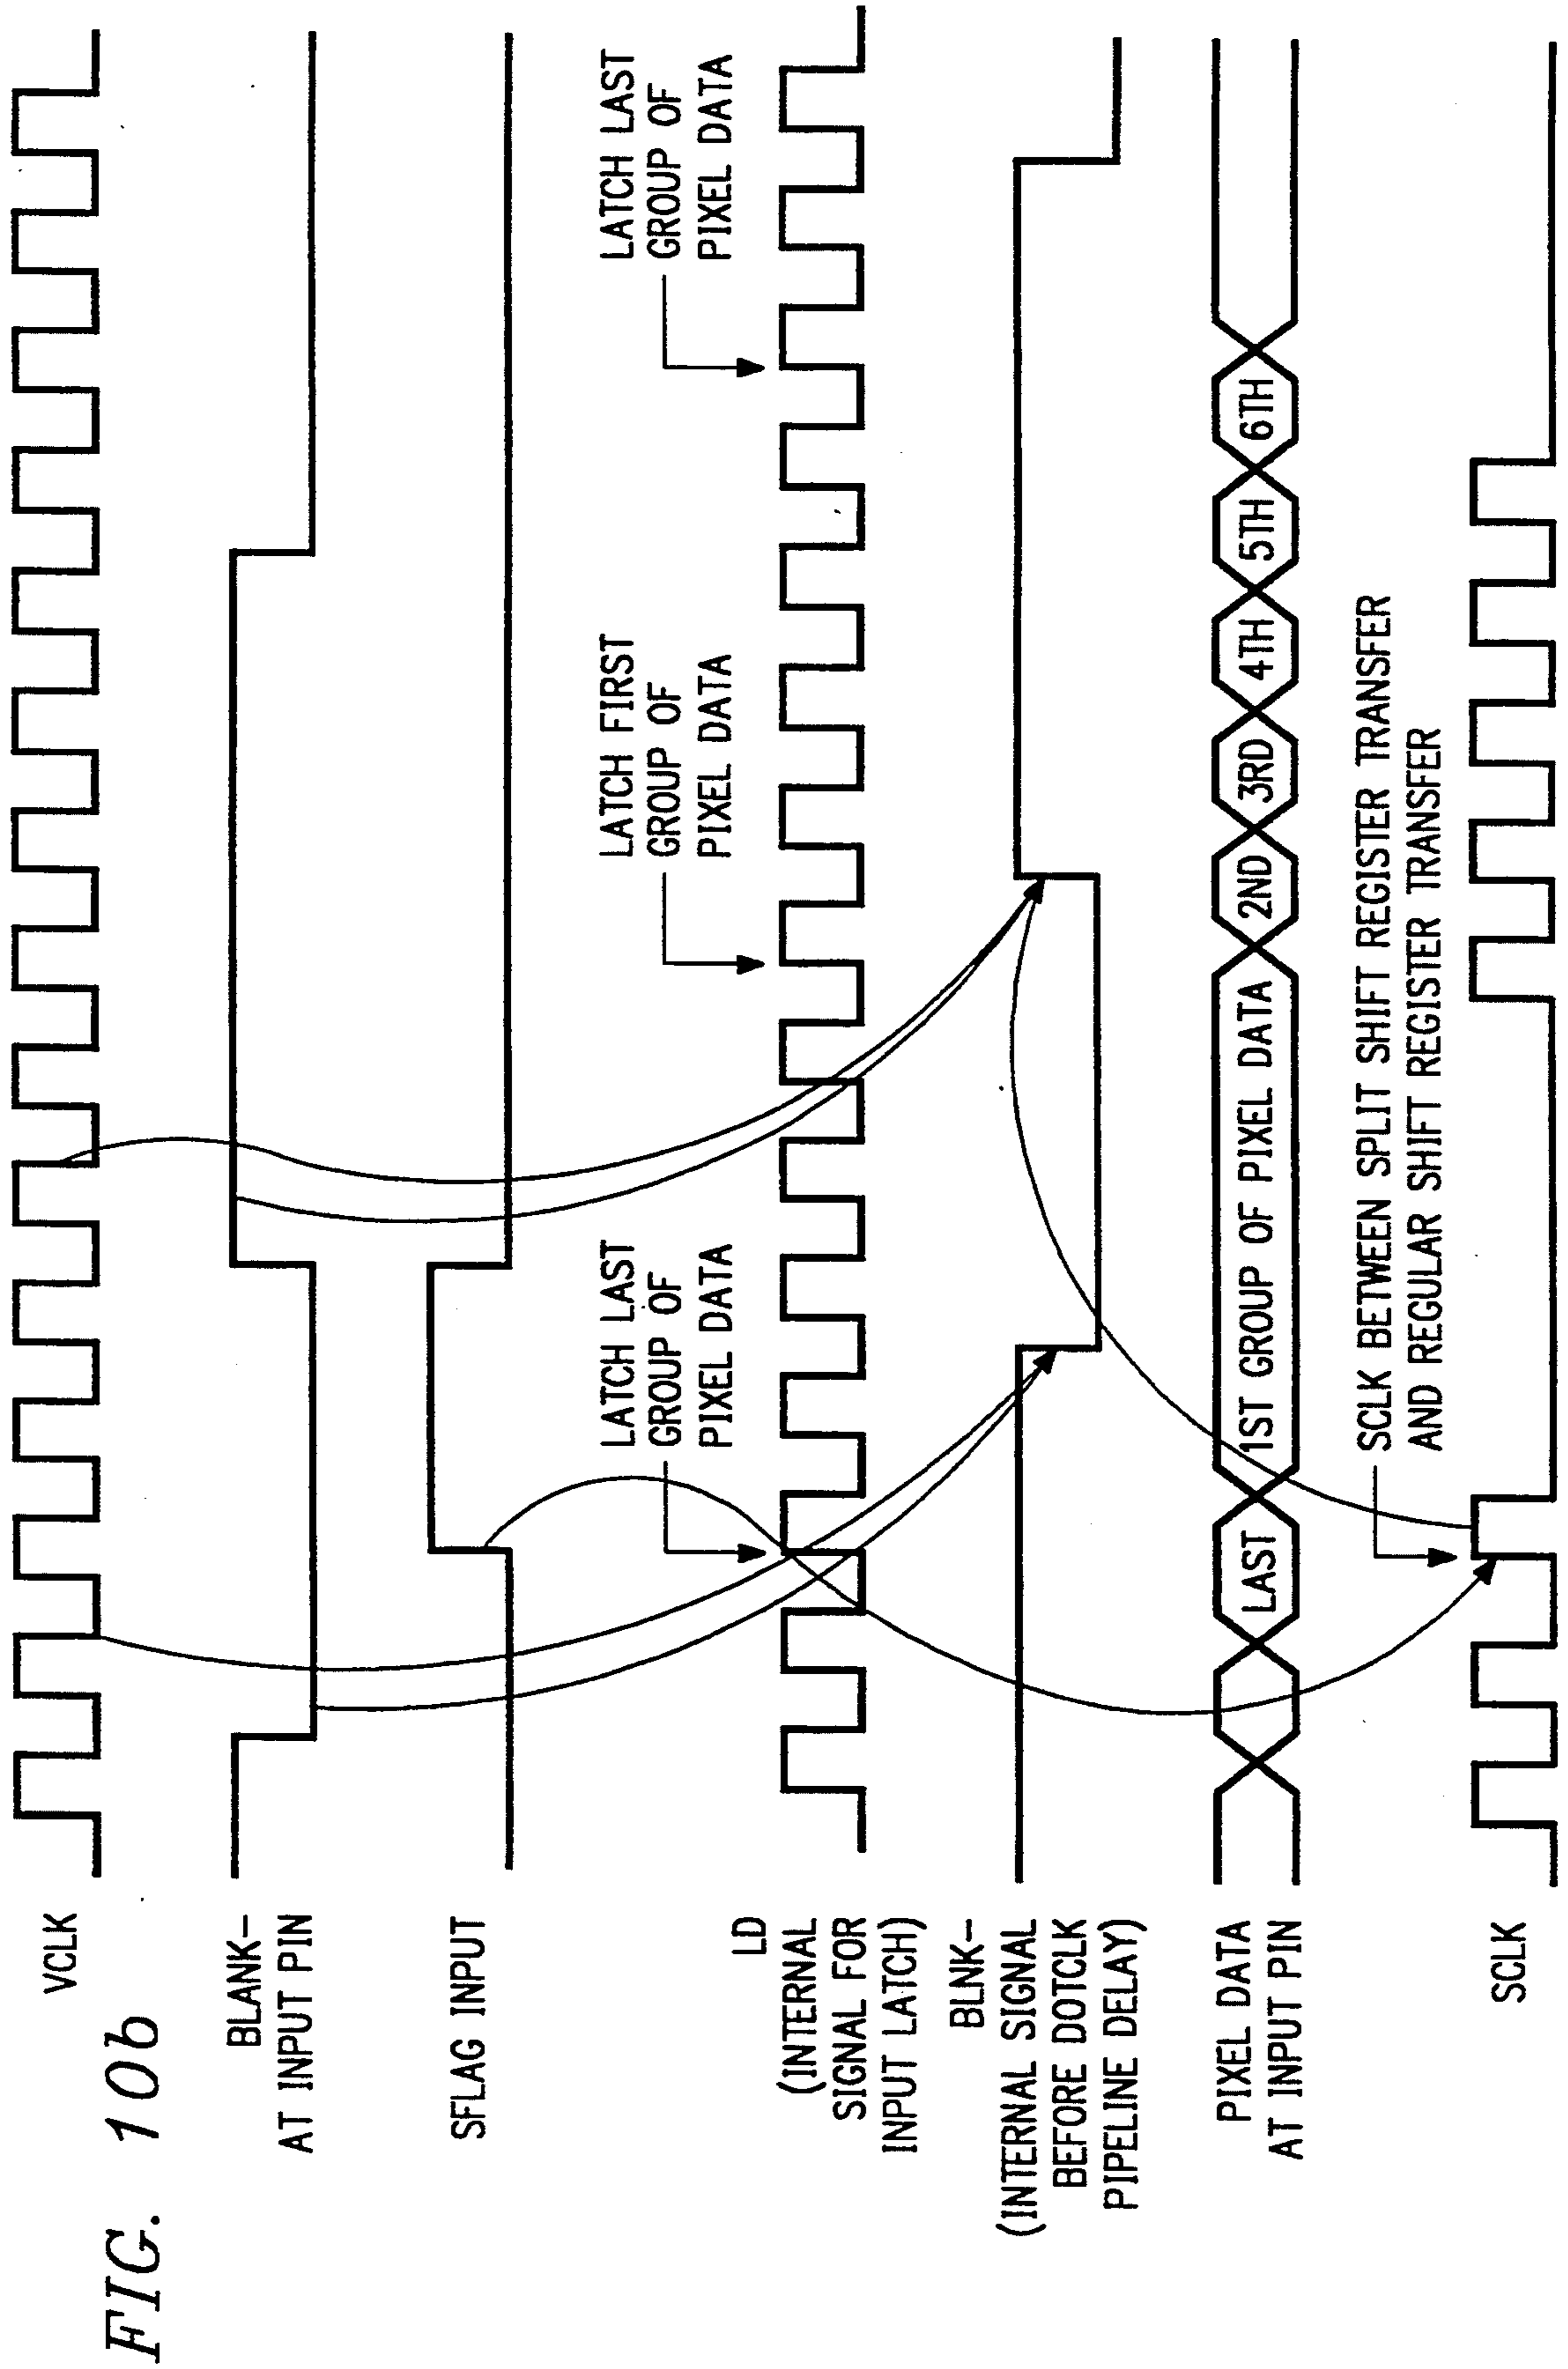 FIG. 10b
VCLK
BLANK–
AT INPUT PIN
SFLAG INPUT
LATCH LAST
GROUP OF
PIXEL DATA
LATCH FIRST
GROUP OF
PIXEL DATA
LATCH LAST
GROUP OF
PIXEL DATA
LD
(INTERNAL
SIGNAL FOR
INPUT LATCH)
BLNK–
(INTERNAL SIGNAL
BEFORE DOTCLK
PIPELINE DELAY)
PIXEL DATA
AT INPUT PIN
LAST
1ST GROUP OF PIXEL DATA
2ND
3RD
4TH
5TH
6TH
SCLK BETWEEN SPLIT SHIFT REGISTER TRANSFER
AND REGULAR SHIFT REGISTER TRANSFER
SCLK